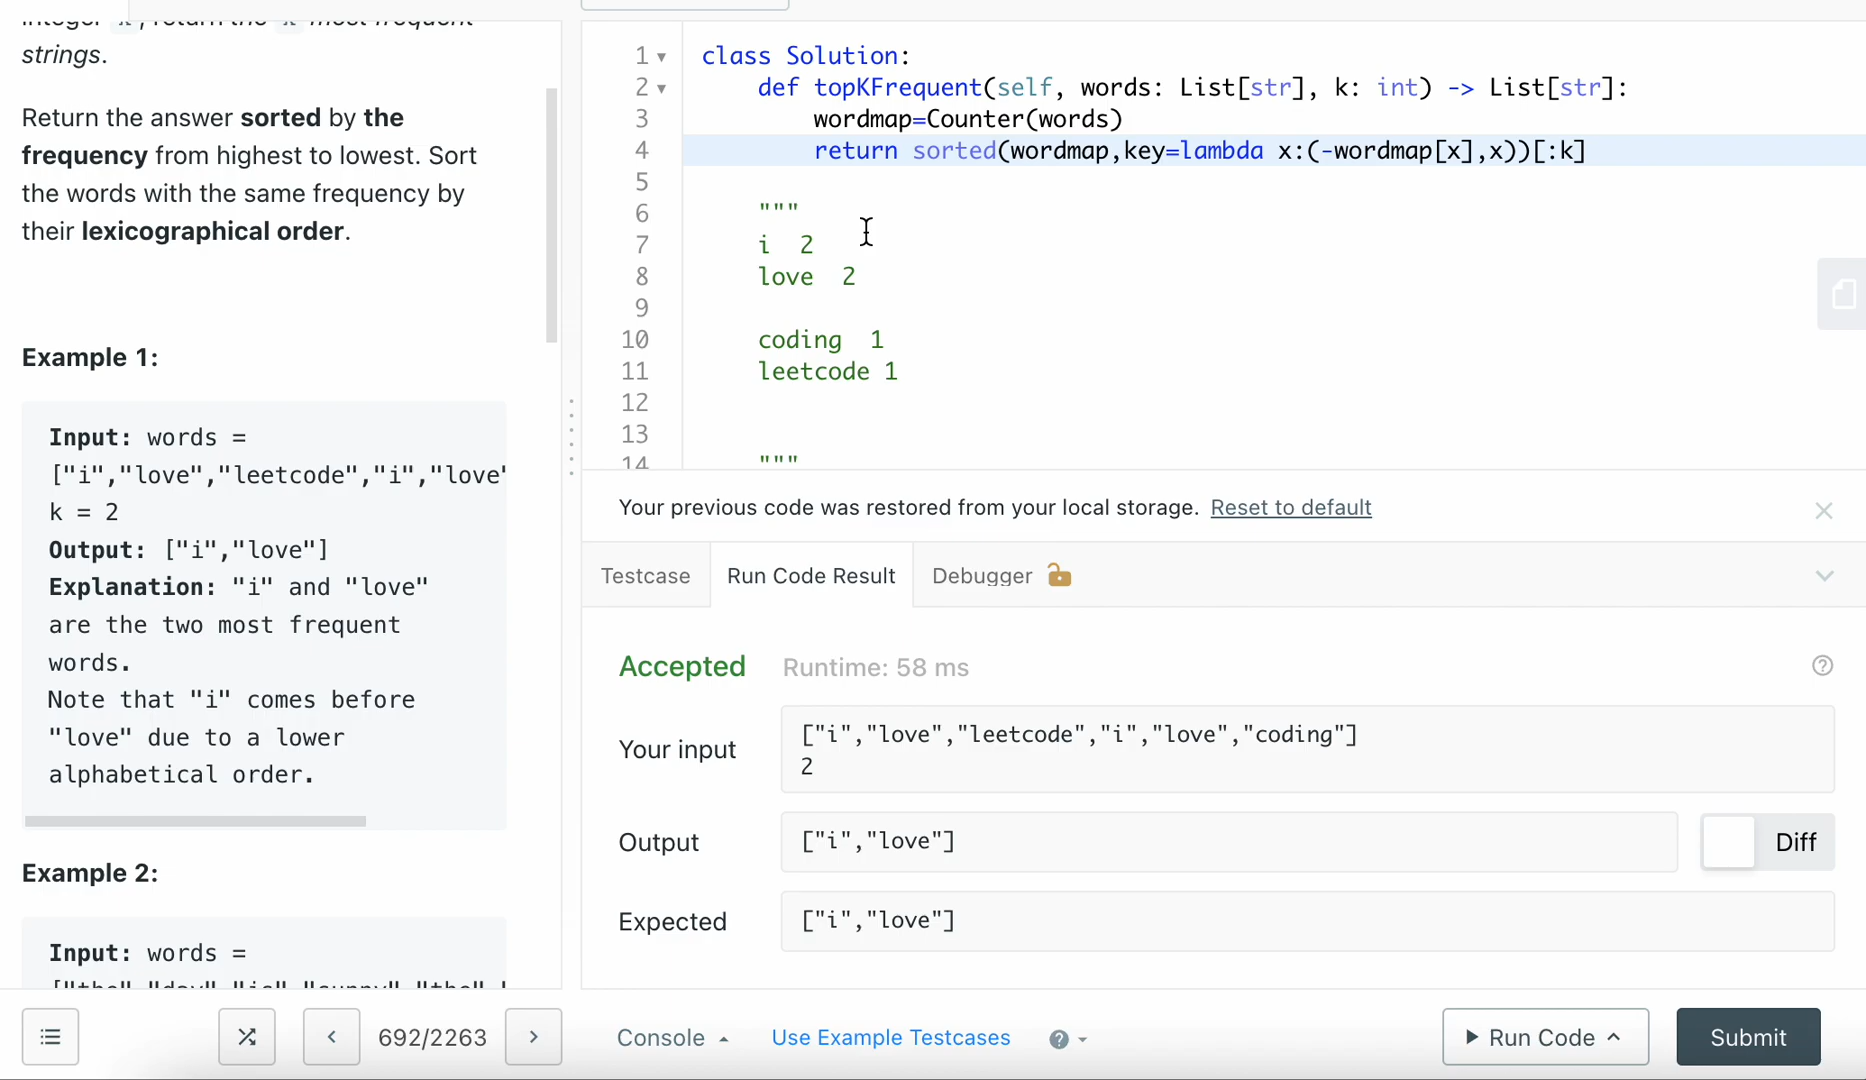 strings.
Return the answer sorted by the
frequency from highest to lowest. Sort
the words with the same frequency by
their lexicographical order.
Example 1:
Input: words =
["i","love","leetcode","i","love"
k = 2
Output: ["i","love"]
Explanation: "i" and "love"
are the two most frequent
words.
Note that "i" comes before
"love" due to a lower
alphabetical order.
Example 2:
Input: words =
["the","day","is","sunny","the",
1 class Solution:
2 def topKFrequent(self, words: List[str], k: int) -> List[str]:
3 wordmap=Counter(words)
4 return sorted(wordmap,key=lambda x:(-wordmap[x],x))[:k]
5
6 """
7 i 2
8 love 2
9
10 coding 1
11 leetcode 1
12
13
14 """
Your previous code was restored from your local storage. Reset to default
Testcase Run Code Result Debugger
Accepted Runtime: 58 ms
Your input
["i","love","leetcode","i","love","coding"]
2
Output ["i","love"] Diff
Expected ["i","love"]
692/2263 Console Use Example Testcases Run Code Submit